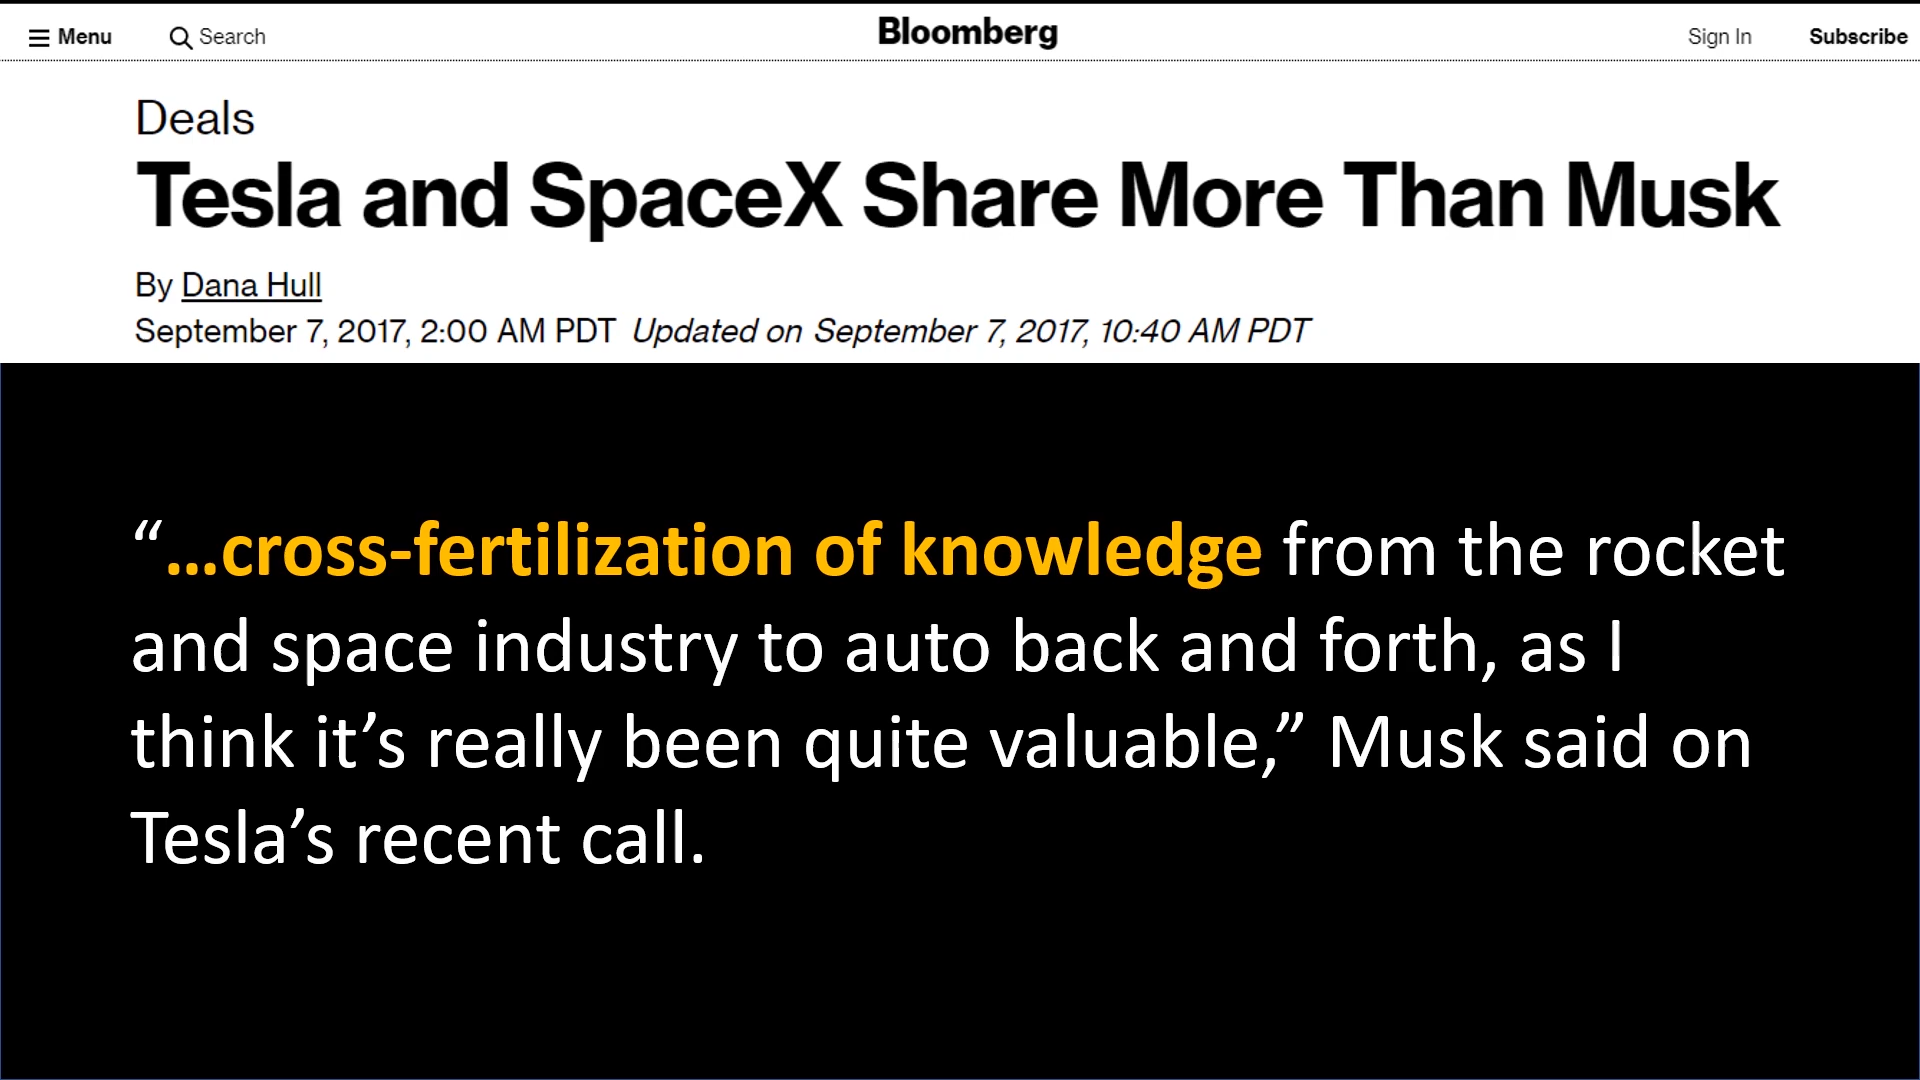 Menu Search Bloomberg Sign In Subscribe
Deals
Tesla and SpaceX Share More Than Musk
By Dana Hull
September 7, 2017, 2:00 AM PDT Updated on September 7, 2017, 10:40 AM PDT
“…cross-fertilization of knowledge from the rocket
and space industry to auto back and forth, as I
think it’s really been quite valuable,” Musk said on
Tesla’s recent call.